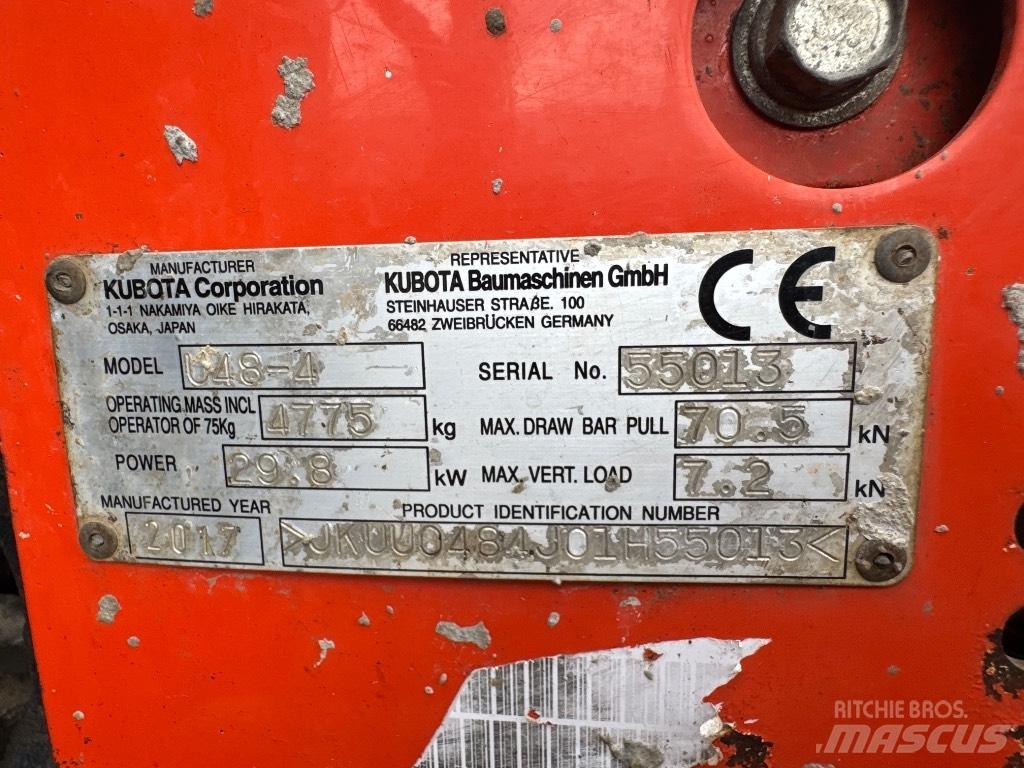 MANUFACTURER
KUBOTA Corporation
1-1-1 NAKAMIYA OIKE HIRAKATA,
OSAKA, JAPAN
REPRESENTATIVE
KUBOTA Baumaschinen GmbH
STEINHAUSER STRAßE. 100
66482 ZWEIBRÜCKEN GERMANY
CE
MODEL U48-4
SERIAL No. 55013
OPERATING MASS INCL
OPERATOR OF 75Kg 4775 kg
MAX. DRAW BAR PULL 70.5 kN
POWER 29.8 kW
MAX. VERT. LOAD 7.2 kN
MANUFACTURED YEAR
2017
PRODUCT IDENTIFICATION NUMBER
>JKUU0484J01H55013<
RITCHIE BROS.
MASCUS